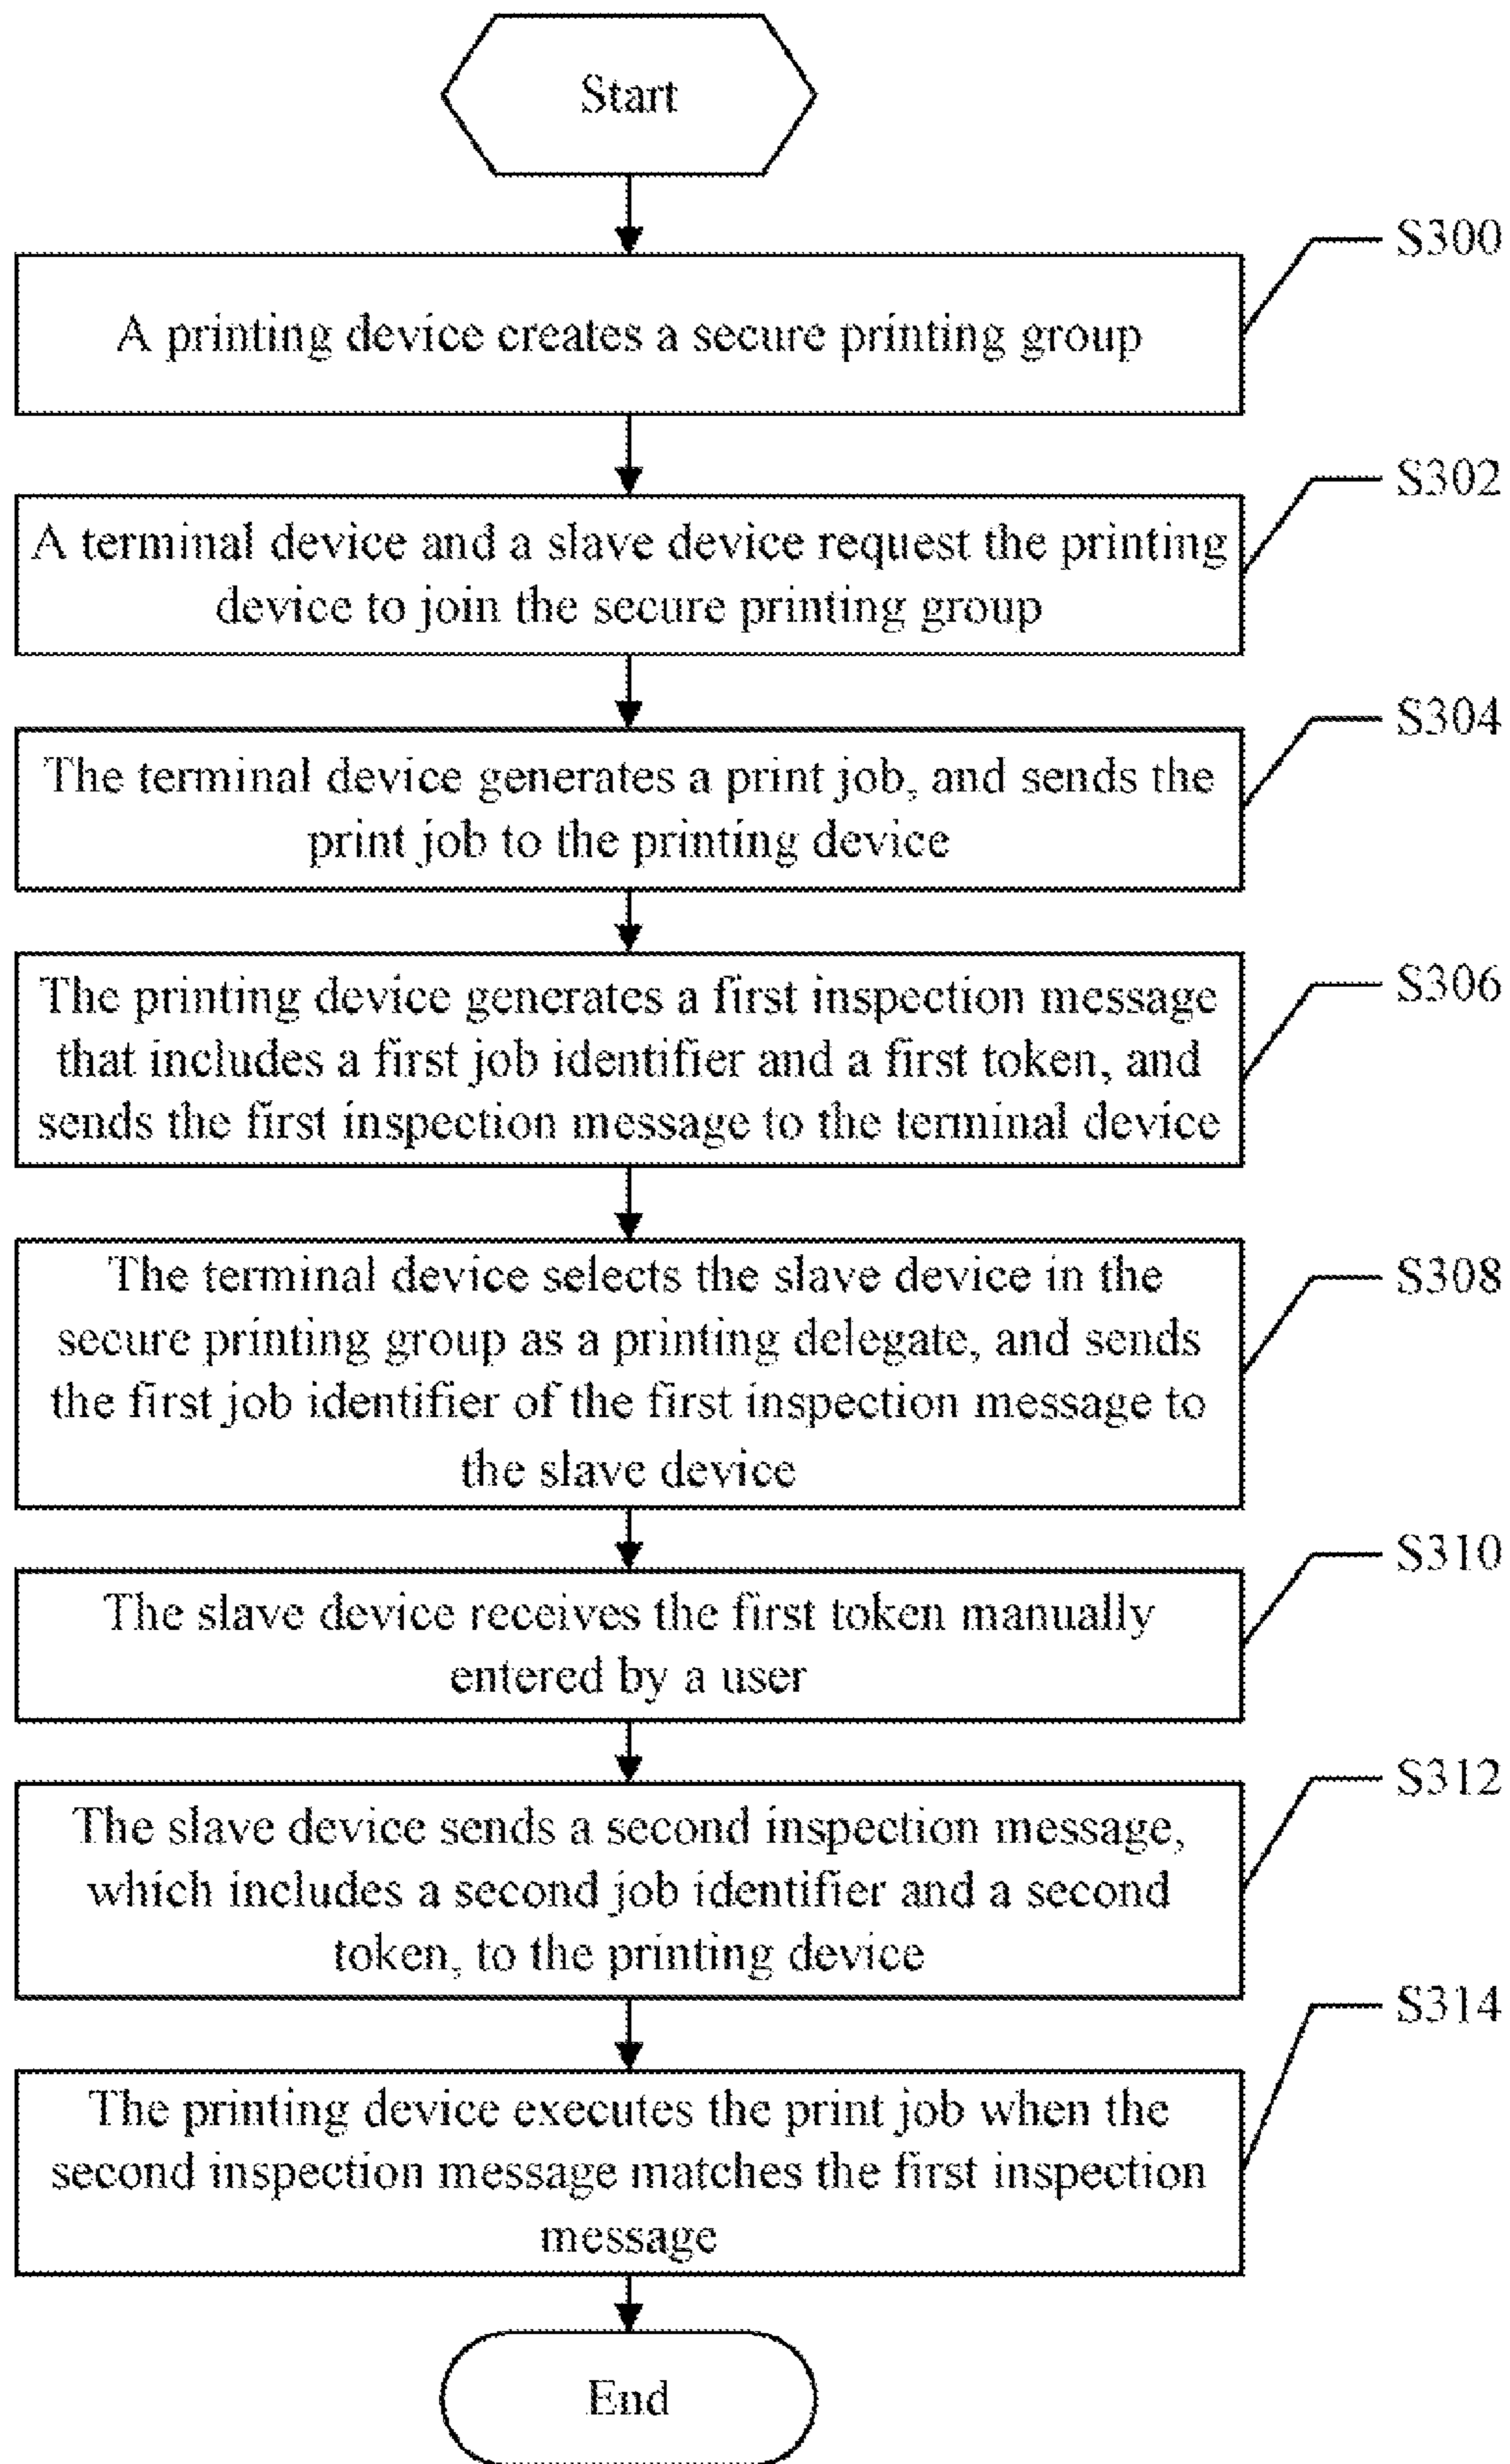 Start
S300
A printing device creates a secure printing group
S302
A terminal device and a slave device request the printing
device to join the secure printing group
S304
The terminal device generates a print job, and sends the
print job to the printing device
S306
The printing device generates a first inspection message
that includes a first job identifier and a first token, and
sends the first inspection message to the terminal device
S308
The terminal device selects the slave device in the
secure printing group as a printing delegate, and sends
the first job identifier of the first inspection message to
the slave device
S310
The slave device receives the first token manually
entered by a user
S312
The slave device sends a second inspection message,
which includes a second job identifier and a second
token, to the printing device
S314
The printing device executes the print job when the
second inspection message matches the first inspection
message
End